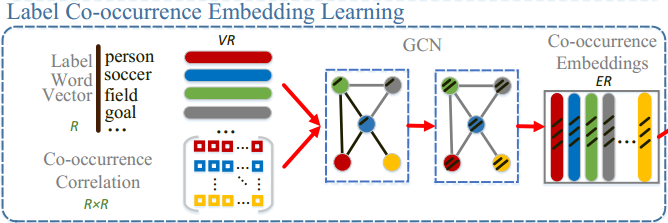 Label Co-occurrence Embedding Learning
Label
Word
Vector
R
person
soccer
field
goal
...
VR
...
Co-occurrence
Correlation
R×R
GCN
Co-occurrence
Embeddings
ER
...